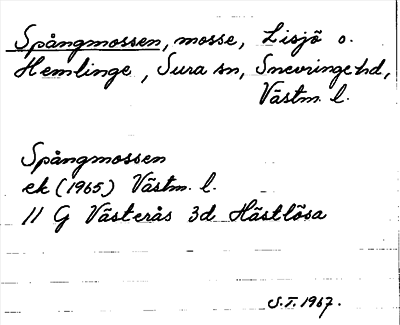 Spångmossen, mosse, Lisjö o.
Hemlinge, Sura sn, Snevringe hd,
Västm. l.
Spångmossen
ek (1965) Västm. l.
11 G Västerås 3d Hästlösa
S.I. 1967.